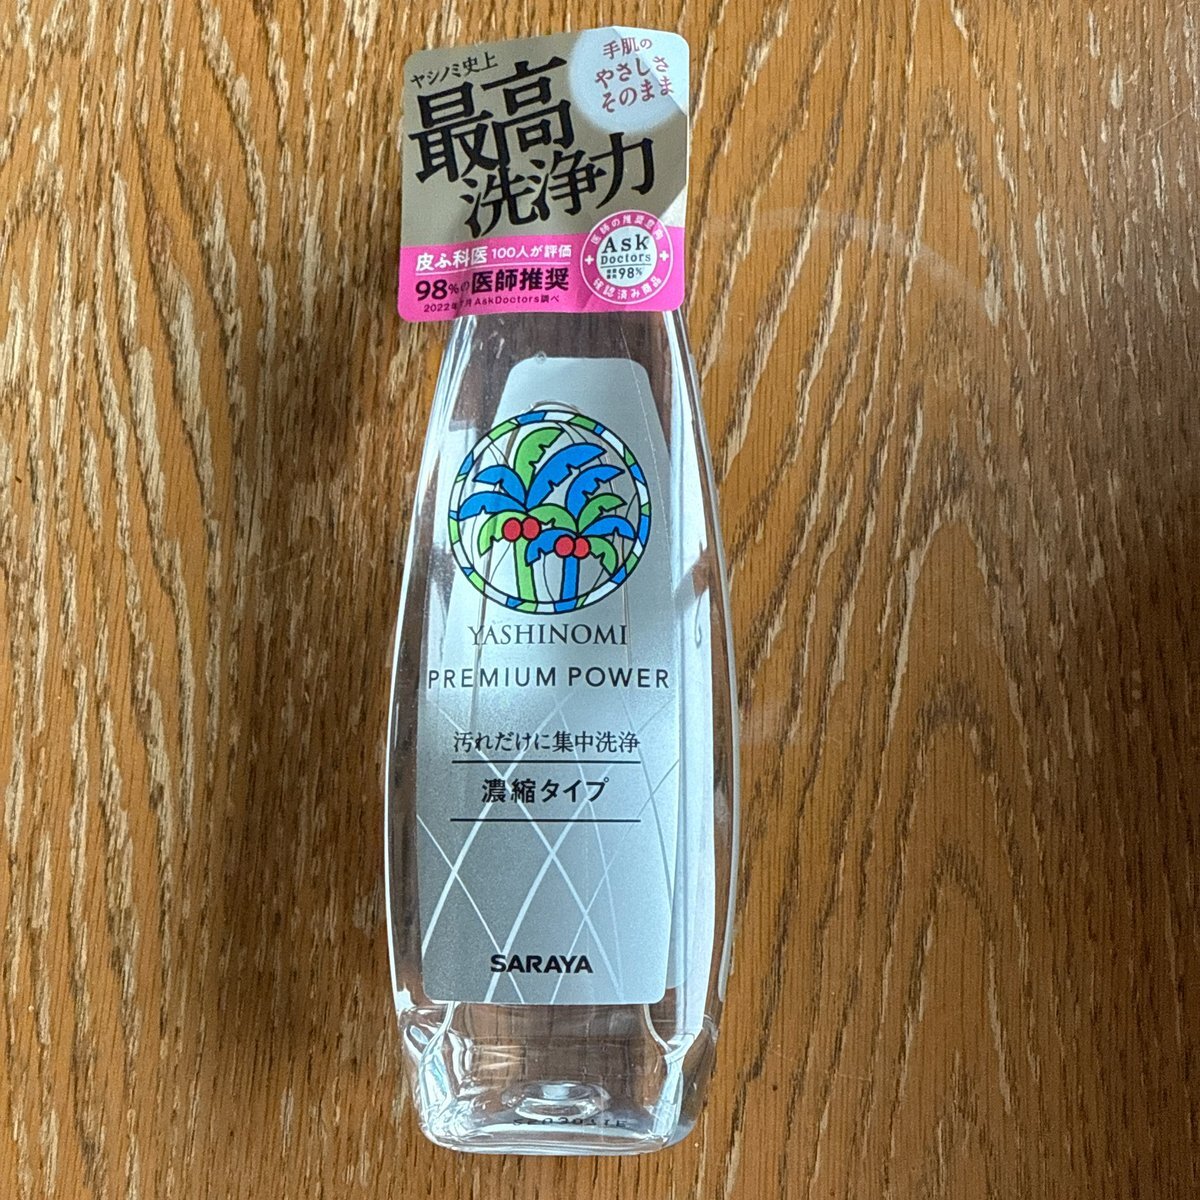 ヤシノミ史上
最高
洗浄力
手肌の
やさしさ
そのまま
皮ふ科医 100人が評価
98%の医師推奨
2022年 月 AskDoctors調べ
医師の推奨意向
Ask
Doctors
98%
確認済み商品
YASHINOMI
PREMIUM POWER
汚れだけに集中洗浄
濃縮タイプ
SARAYA